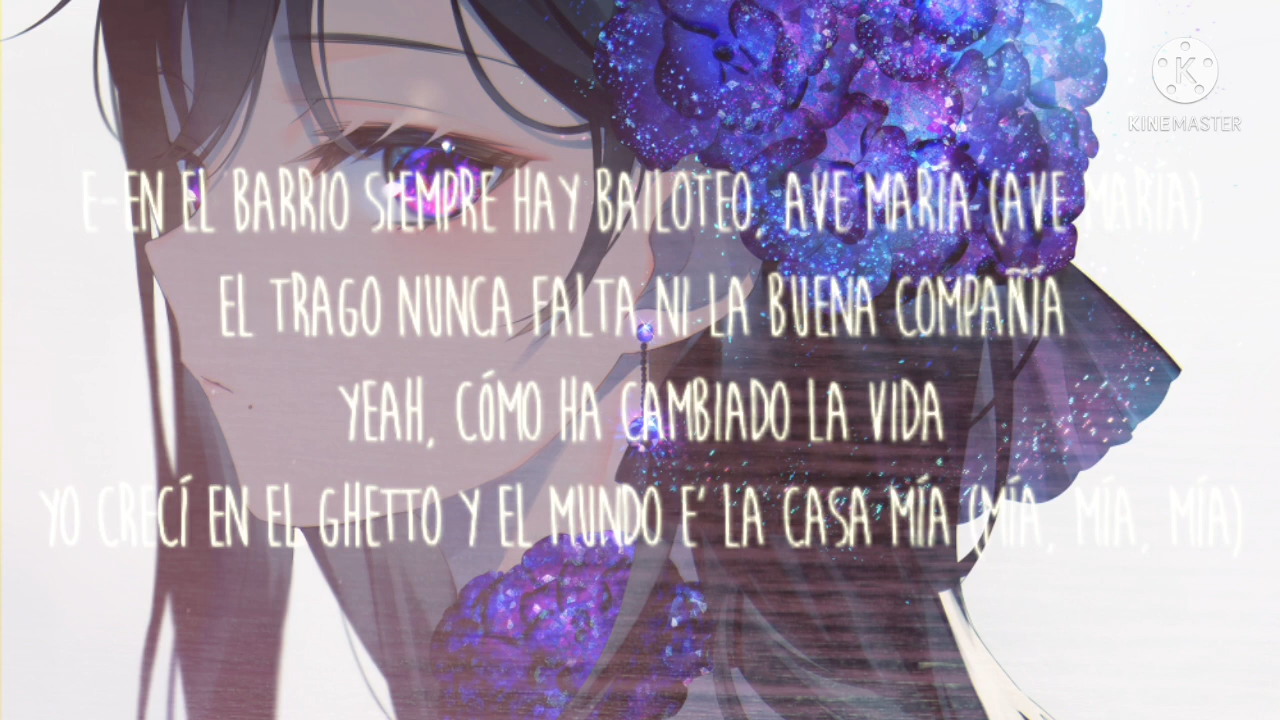 KINEMASTER
E-EN EL BARRIO SIEMPRE HAY BAILOTEO, AVE MARÍA (AVE MARÍA)
EL TRAGO NUNCA FALTA NI LA BUENA COMPAÑÍA
YEAH, CÓMO HA CAMBIADO LA VIDA
YO CRECÍ EN EL GHETTO Y EL MUNDO E' LA CASA MÍA (MÍA, MÍA, MÍA)